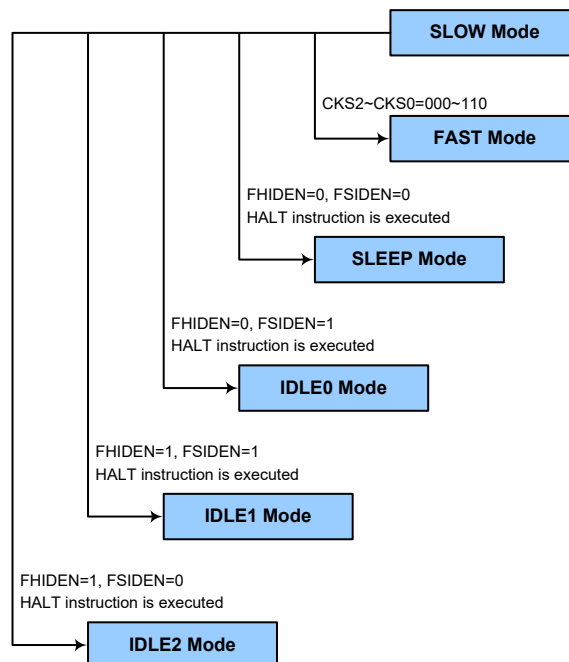 SLOW Mode
CKS2~CKS0=000~110
FAST Mode
FHIDEN=0, FSIDEN=0
HALT instruction is executed
SLEEP Mode
FHIDEN=0, FSIDEN=1
HALT instruction is executed
IDLE0 Mode
FHIDEN=1, FSIDEN=1
HALT instruction is executed
IDLE1 Mode
FHIDEN=1, FSIDEN=0
HALT instruction is executed
IDLE2 Mode